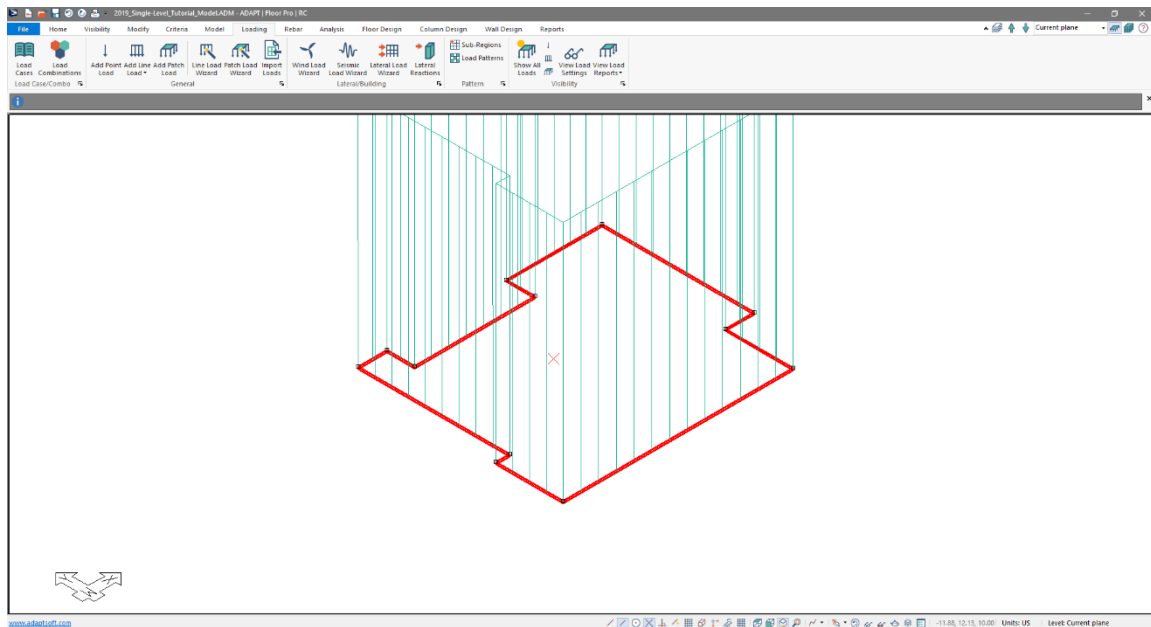 2019_Single-Level_Tutorial_Model.ADM - ADAPT | Floor Pro | RC
File Home Visibility Modify Criteria Model Loading Rebar Analysis Floor Design Column Design Wall Design Reports Current plane
Load Cases Load Combinations Add Point Load Add Line Load Add Patch Load Line Load Wizard Patch Load Wizard Import Loads Wind Load Wizard Seismic Load Wizard Lateral Load Wizard Lateral Reactions Sub-Regions Load Patterns Show All Loads View Load Settings View Load Reports
Load Case/Combo General Lateral/Building Pattern Visibility
www.adaptsoft.com -11.88, 12.15, 10.00 Units: US Level: Current plane